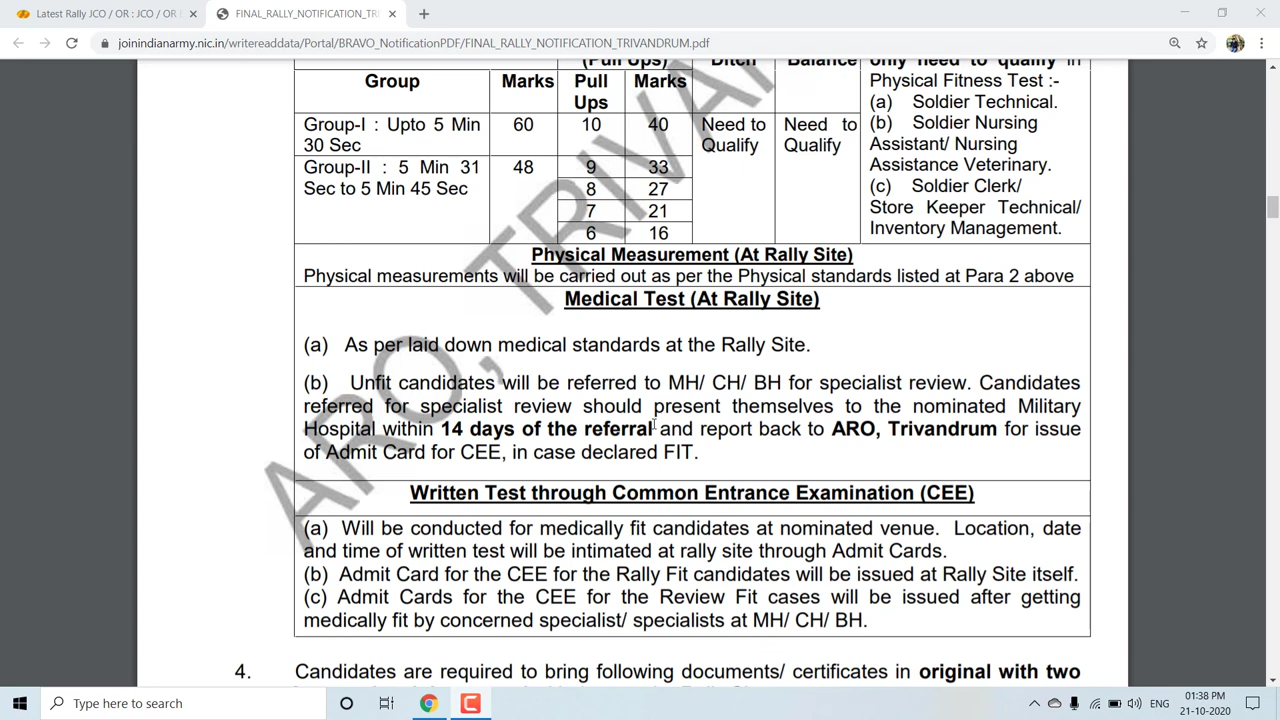 Latest Rally JCO / OR : JCO / OR
FINAL_RALLY_NOTIFICATION_TRI
joinindianarmy.nic.in/writereaddata/Portal/BRAVO_NotificationPDF/FINAL_RALLY_NOTIFICATION_TRIVANDRUM.pdf
(Pull Ups) Ditch Balance only need to qualify in
Group Marks Pull Ups Marks
Physical Fitness Test :-
(a) Soldier Technical.
(b) Soldier Nursing
Assistant/ Nursing
Assistance Veterinary.
(c) Soldier Clerk/
Store Keeper Technical/
Inventory Management.
Group-I : Upto 5 Min 60 10 40 Need to Need to
30 Sec Qualify Qualify
Group-II : 5 Min 31 48 9 33
Sec to 5 Min 45 Sec 8 27
7 21
6 16
Physical Measurement (At Rally Site)
Physical measurements will be carried out as per the Physical standards listed at Para 2 above
Medical Test (At Rally Site)
(a) As per laid down medical standards at the Rally Site.
(b) Unfit candidates will be referred to MH/ CH/ BH for specialist review. Candidates
referred for specialist review should present themselves to the nominated Military
Hospital within 14 days of the referral and report back to ARO, Trivandrum for issue
of Admit Card for CEE, in case declared FIT.
Written Test through Common Entrance Examination (CEE)
(a) Will be conducted for medically fit candidates at nominated venue. Location, date
and time of written test will be intimated at rally site through Admit Cards.
(b) Admit Card for the CEE for the Rally Fit candidates will be issued at Rally Site itself.
(c) Admit Cards for the CEE for the Review Fit cases will be issued after getting
medically fit by concerned specialist/ specialists at MH/ CH/ BH.
4. Candidates are required to bring following documents/ certificates in original with two
ARO, TRIVAN
Type here to search
ENG
01:38 PM
21-10-2020